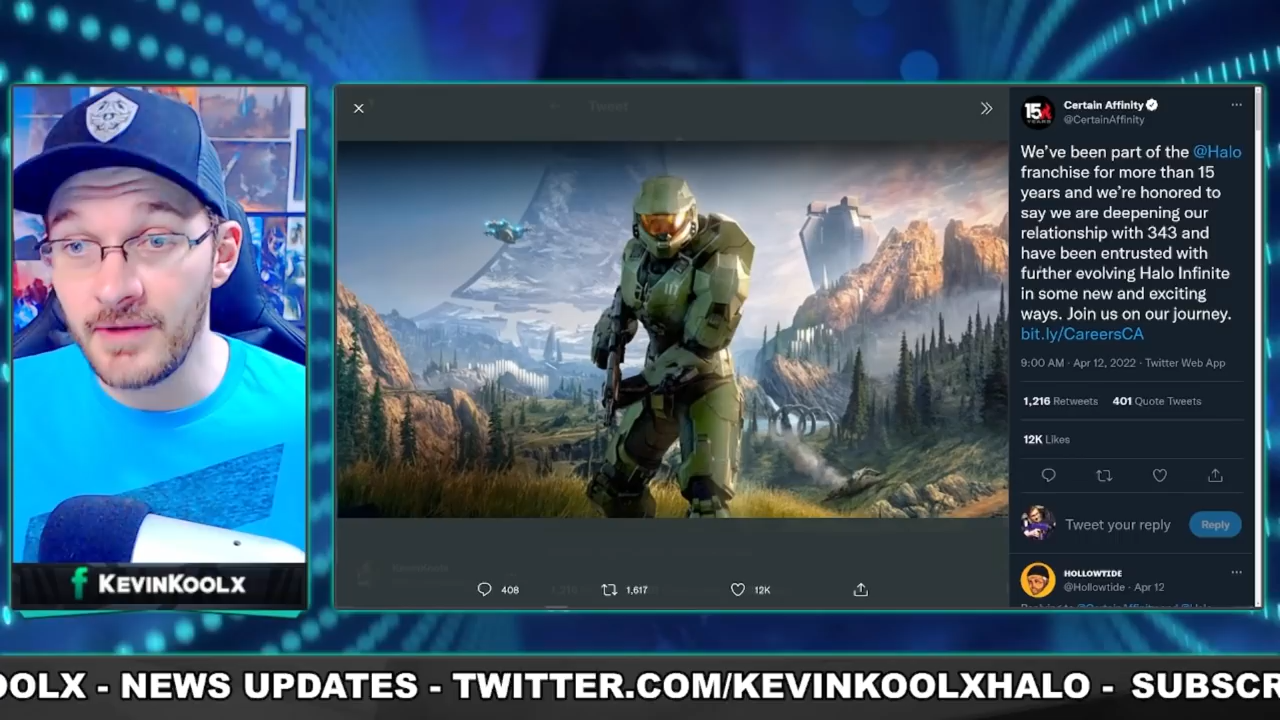 Tweet
15
YEARS
Certain Affinity
@CertainAffinity
We've been part of the @Halo
franchise for more than 15
years and we're honored to
say we are deepening our
relationship with 343 and
have been entrusted with
further evolving Halo Infinite
in some new and exciting
ways. Join us on our journey.
bit.ly/CareersCA
9:00 AM · Apr 12, 2022 · Twitter Web App
1,216 Retweets 401 Quote Tweets
12K Likes
Tweet your reply
Reply
HOLLOWTIDE
@Hollowtide · Apr 12
408
1,617
12K
f KEVINKOOLX
OOLX - NEWS UPDATES - TWITTER.COM/KEVINKOOLXHALO - SUBSCR